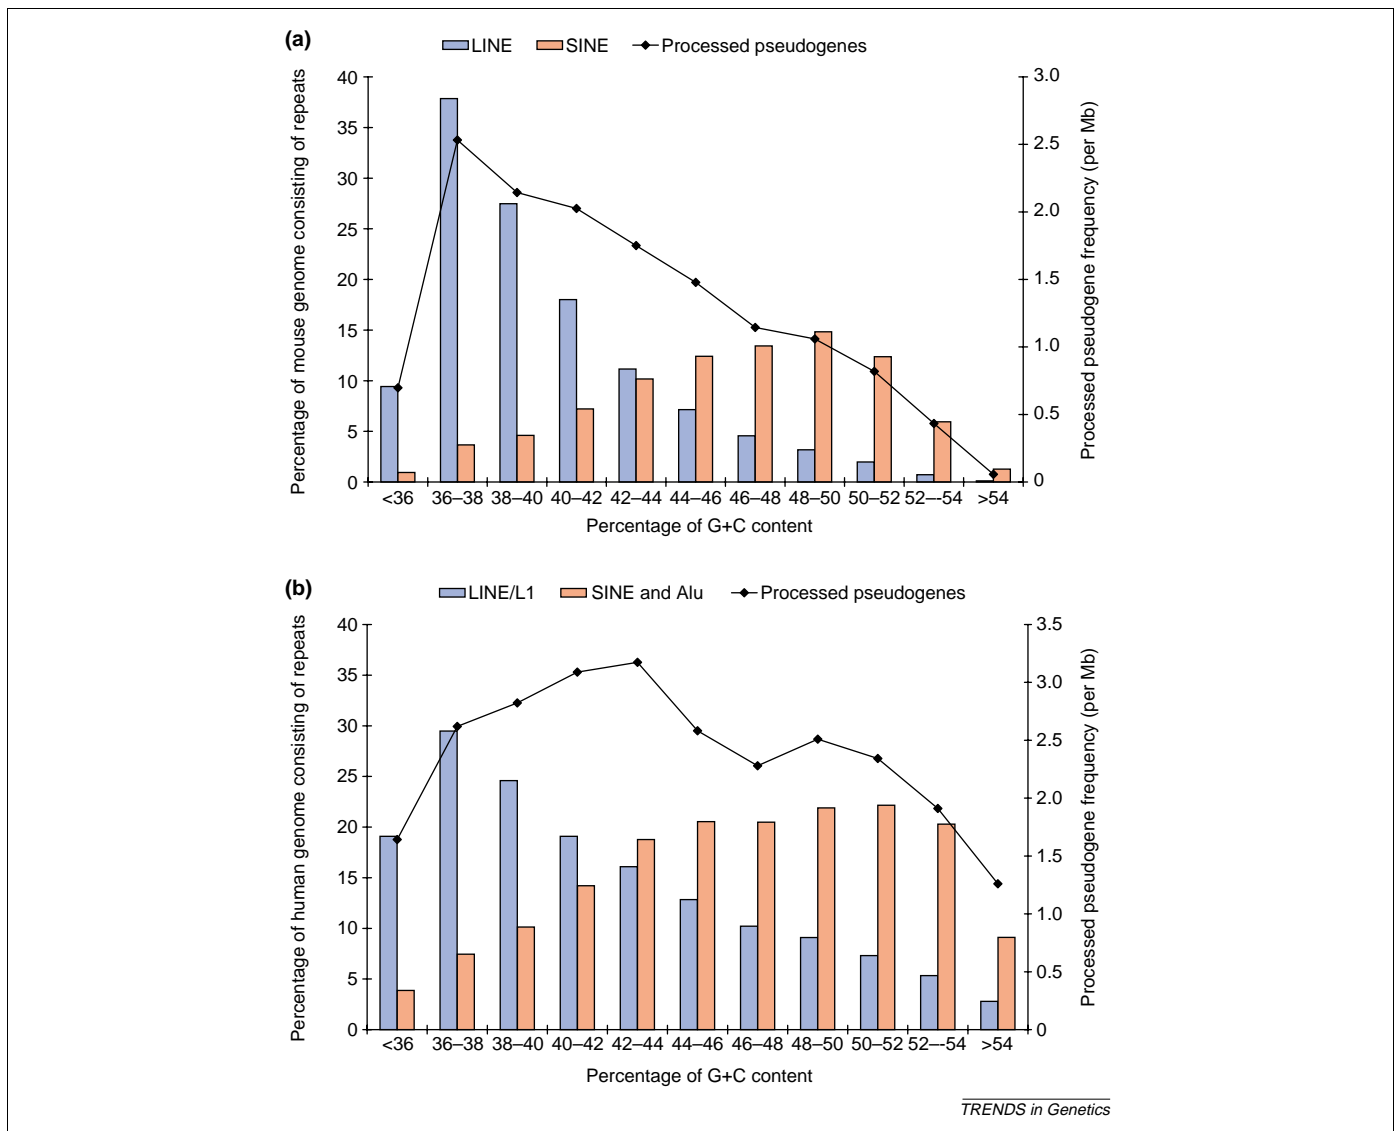 (a)
LINE SINE Processed pseudogenes
Percentage of mouse genome consisting of repeats
40
35
30
25
20
15
10
5
0
3.0
2.5
2.0
1.5
1.0
0.5
0
Processed pseudogene frequency (per Mb)
<36 36–38 38–40 40–42 42–44 44–46 46–48 48–50 50–52 52–-54 >54
Percentage of G+C content
(b)
LINE/L1 SINE and Alu Processed pseudogenes
Percentage of human genome consisting of repeats
40
35
30
25
20
15
10
5
0
3.5
3.0
2.5
2.0
1.5
1.0
0.5
0
Processed pseudogene frequency (per Mb)
<36 36–38 38–40 40–42 42–44 44–46 46–48 48–50 50–52 52–-54 >54
Percentage of G+C content
TRENDS in Genetics